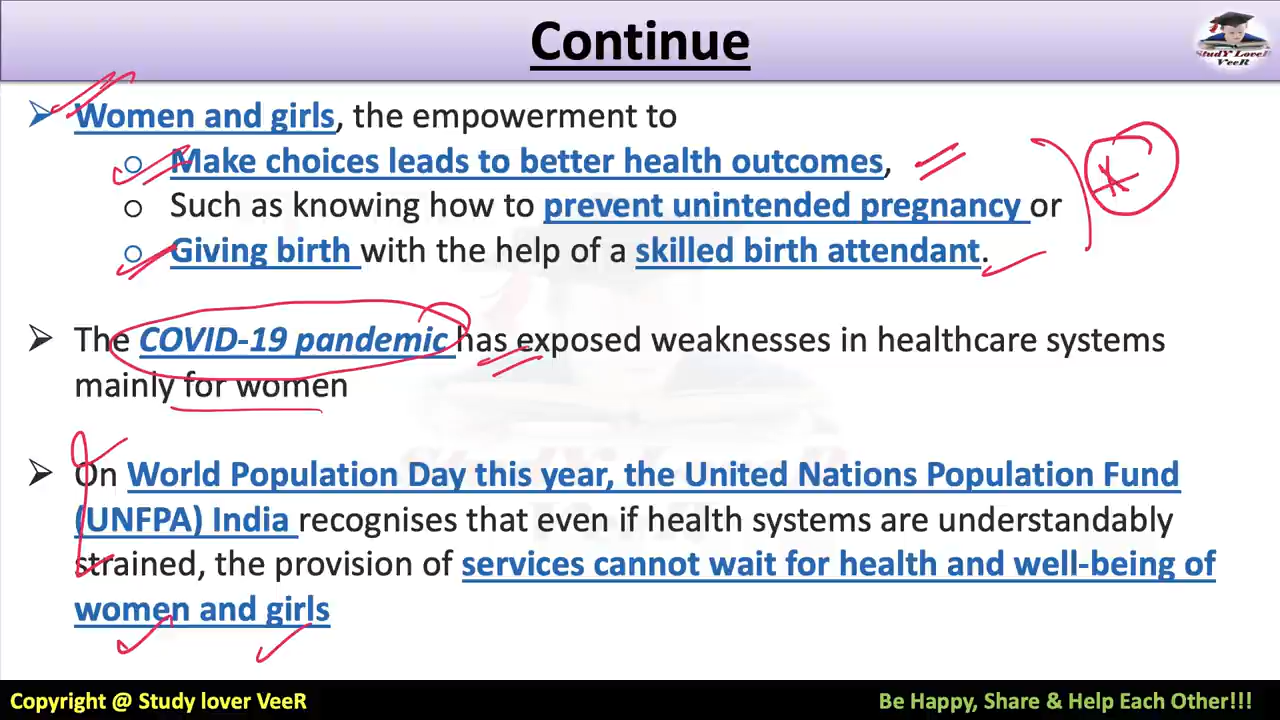 Continue
StudY LoveR
VeeR
➢ Women and girls, the empowerment to
o Make choices leads to better health outcomes,
o Such as knowing how to prevent unintended pregnancy or
o Giving birth with the help of a skilled birth attendant.
➢ The COVID-19 pandemic has exposed weaknesses in healthcare systems
mainly for women
➢ On World Population Day this year, the United Nations Population Fund
(UNFPA) India recognises that even if health systems are understandably
strained, the provision of services cannot wait for health and well-being of
women and girls
Copyright @ Study lover VeeR
Be Happy, Share & Help Each Other!!!